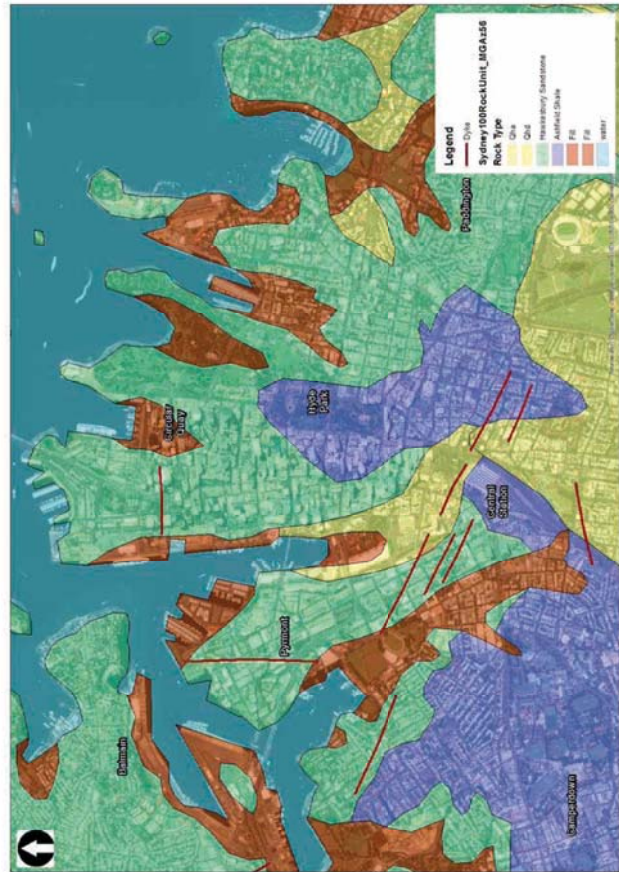 Balmain
Pyrmont
Circular
Quay
Hyde
Park
Central
Station
Paddington
Camperdown
Legend
Dyke
Sydney100RockUnit_MGAz56
Rock Type
Qha
Qhd
Hawkesbury Sandstone
Ashfield Shale
Fill
Fill
water